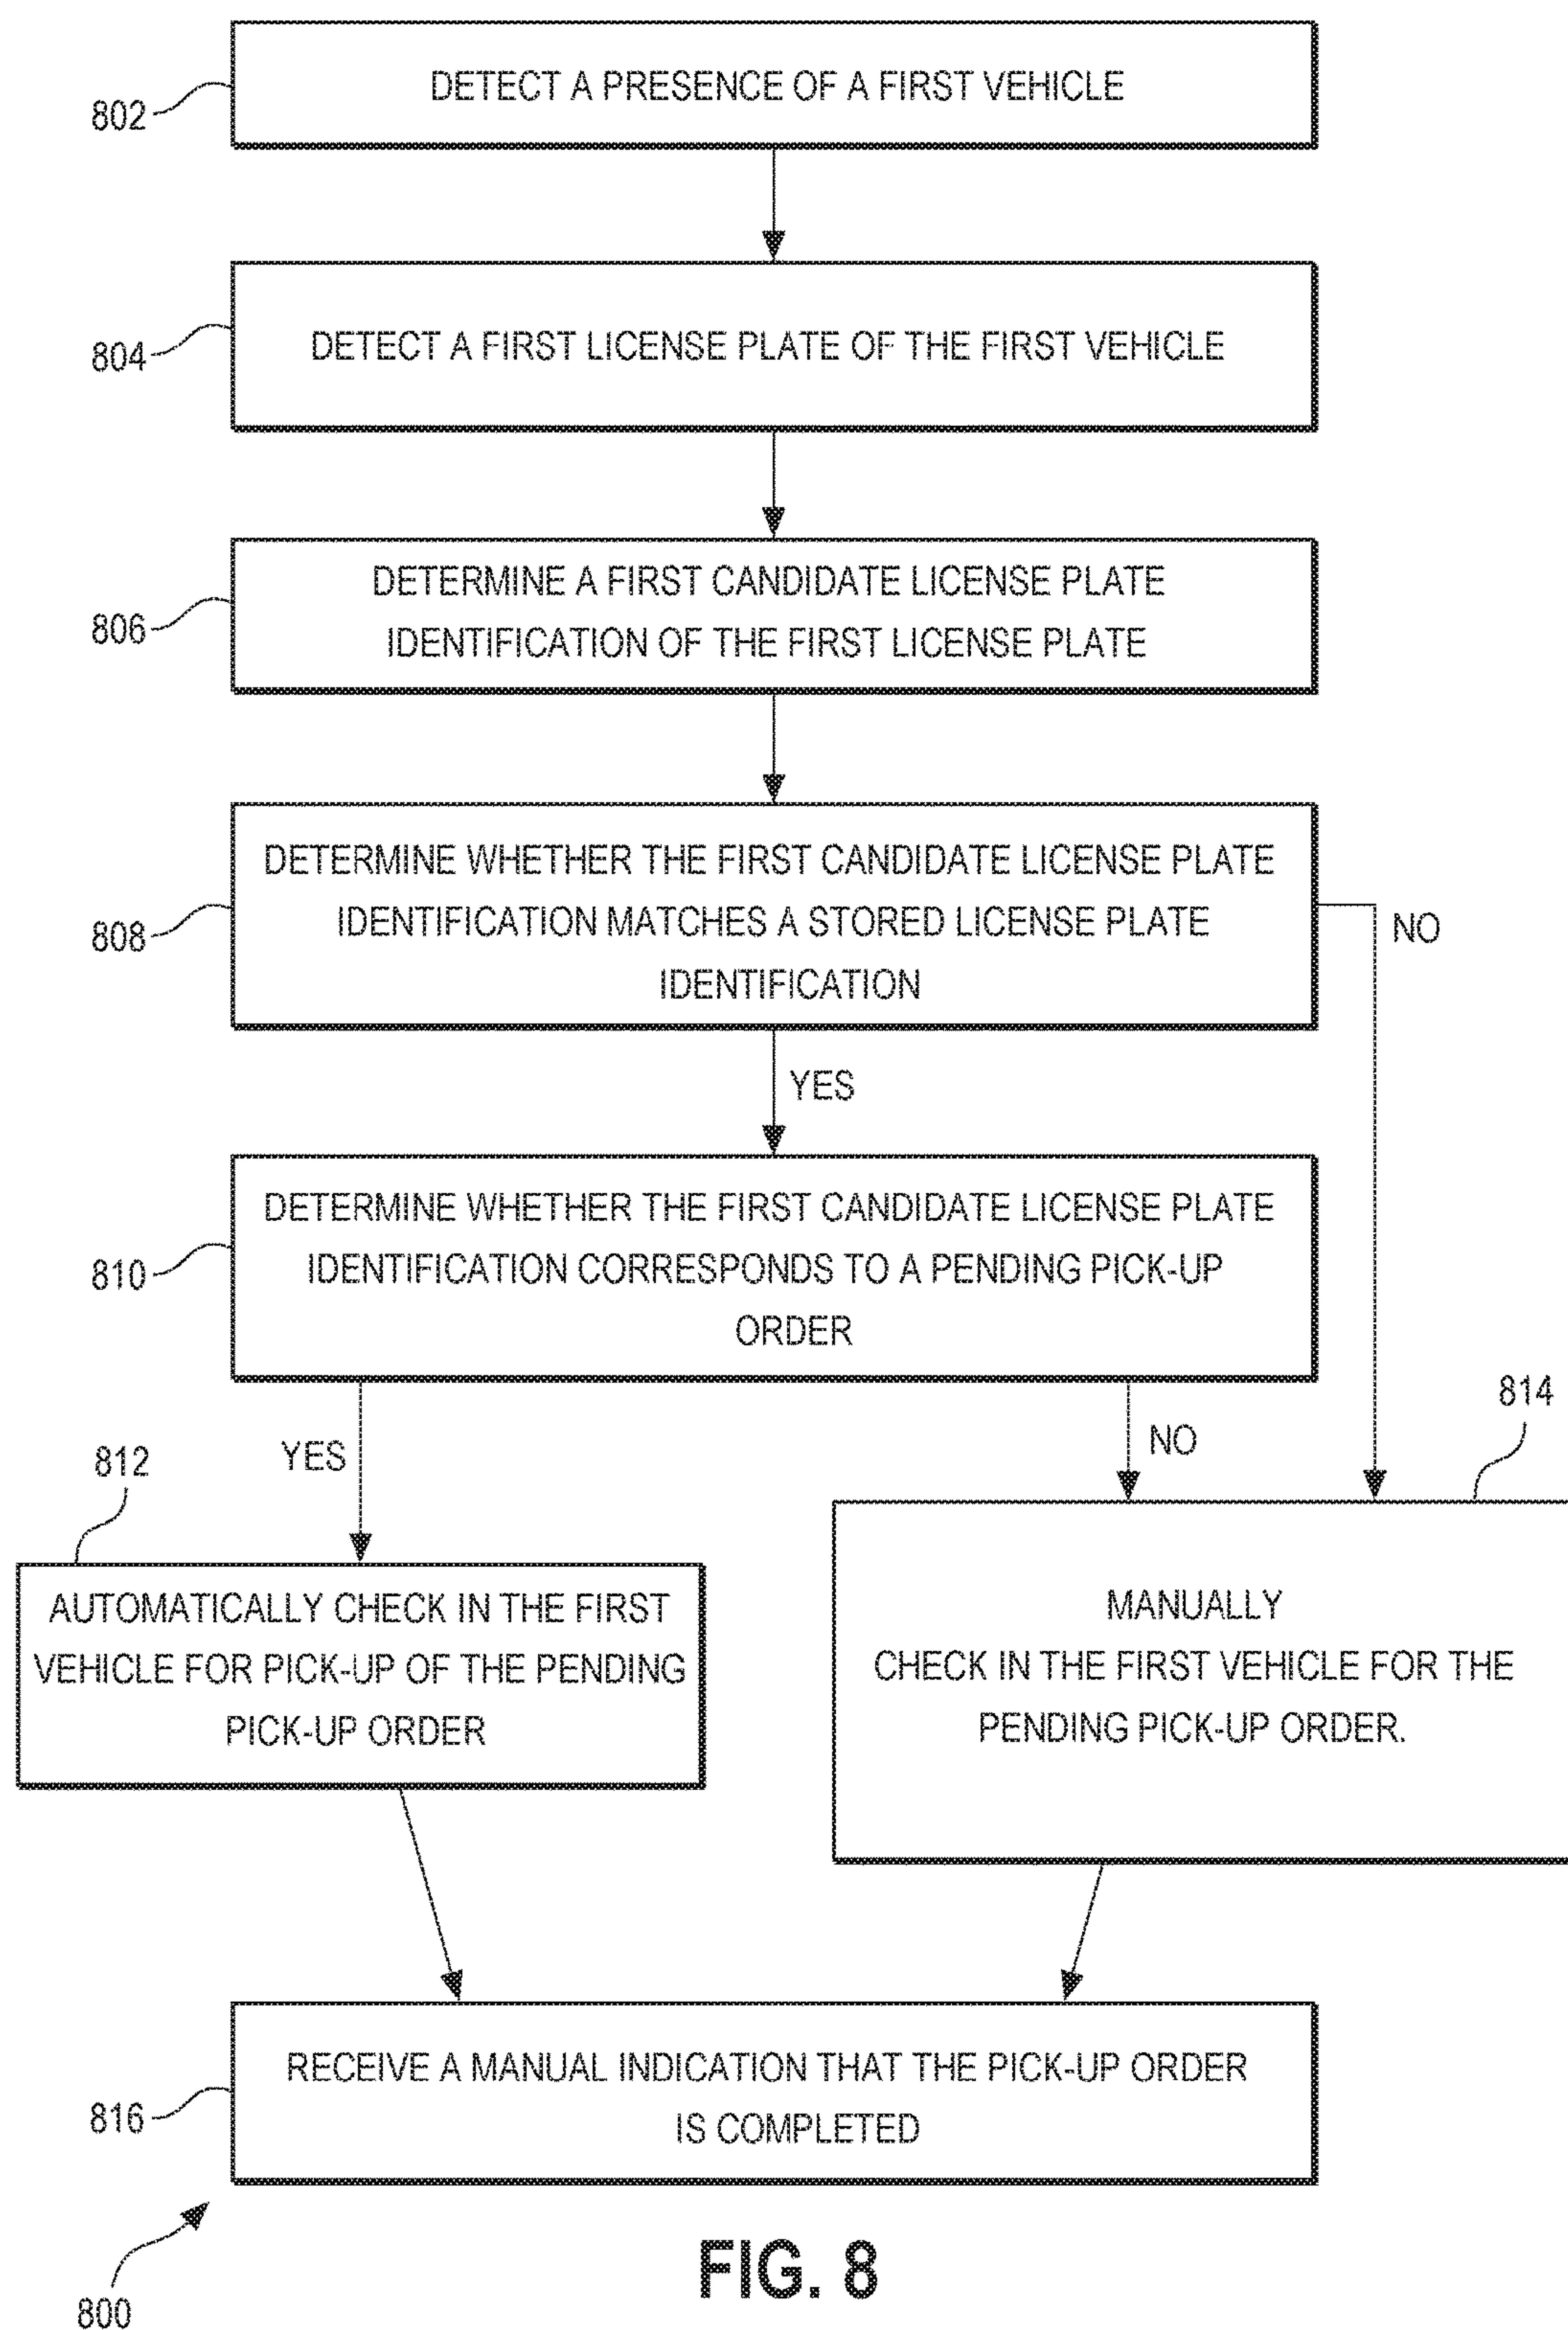 DETECT A PRESENCE OF A FIRST VEHICLE
802
DETECT A FIRST LICENSE PLATE OF THE FIRST VEHICLE
804
DETERMINE A FIRST CANDIDATE LICENSE PLATE
IDENTIFICATION OF THE FIRST LICENSE PLATE
806
DETERMINE WHETHER THE FIRST CANDIDATE LICENSE PLATE
IDENTIFICATION MATCHES A STORED LICENSE PLATE
IDENTIFICATION
808
NO
YES
DETERMINE WHETHER THE FIRST CANDIDATE LICENSE PLATE
IDENTIFICATION CORRESPONDS TO A PENDING PICK-UP
ORDER
810
YES
NO
812
814
AUTOMATICALLY CHECK IN THE FIRST
VEHICLE FOR PICK-UP OF THE PENDING
PICK-UP ORDER
MANUALLY
CHECK IN THE FIRST VEHICLE FOR THE
PENDING PICK-UP ORDER.
RECEIVE A MANUAL INDICATION THAT THE PICK-UP ORDER
IS COMPLETED
816
800
FIG. 8